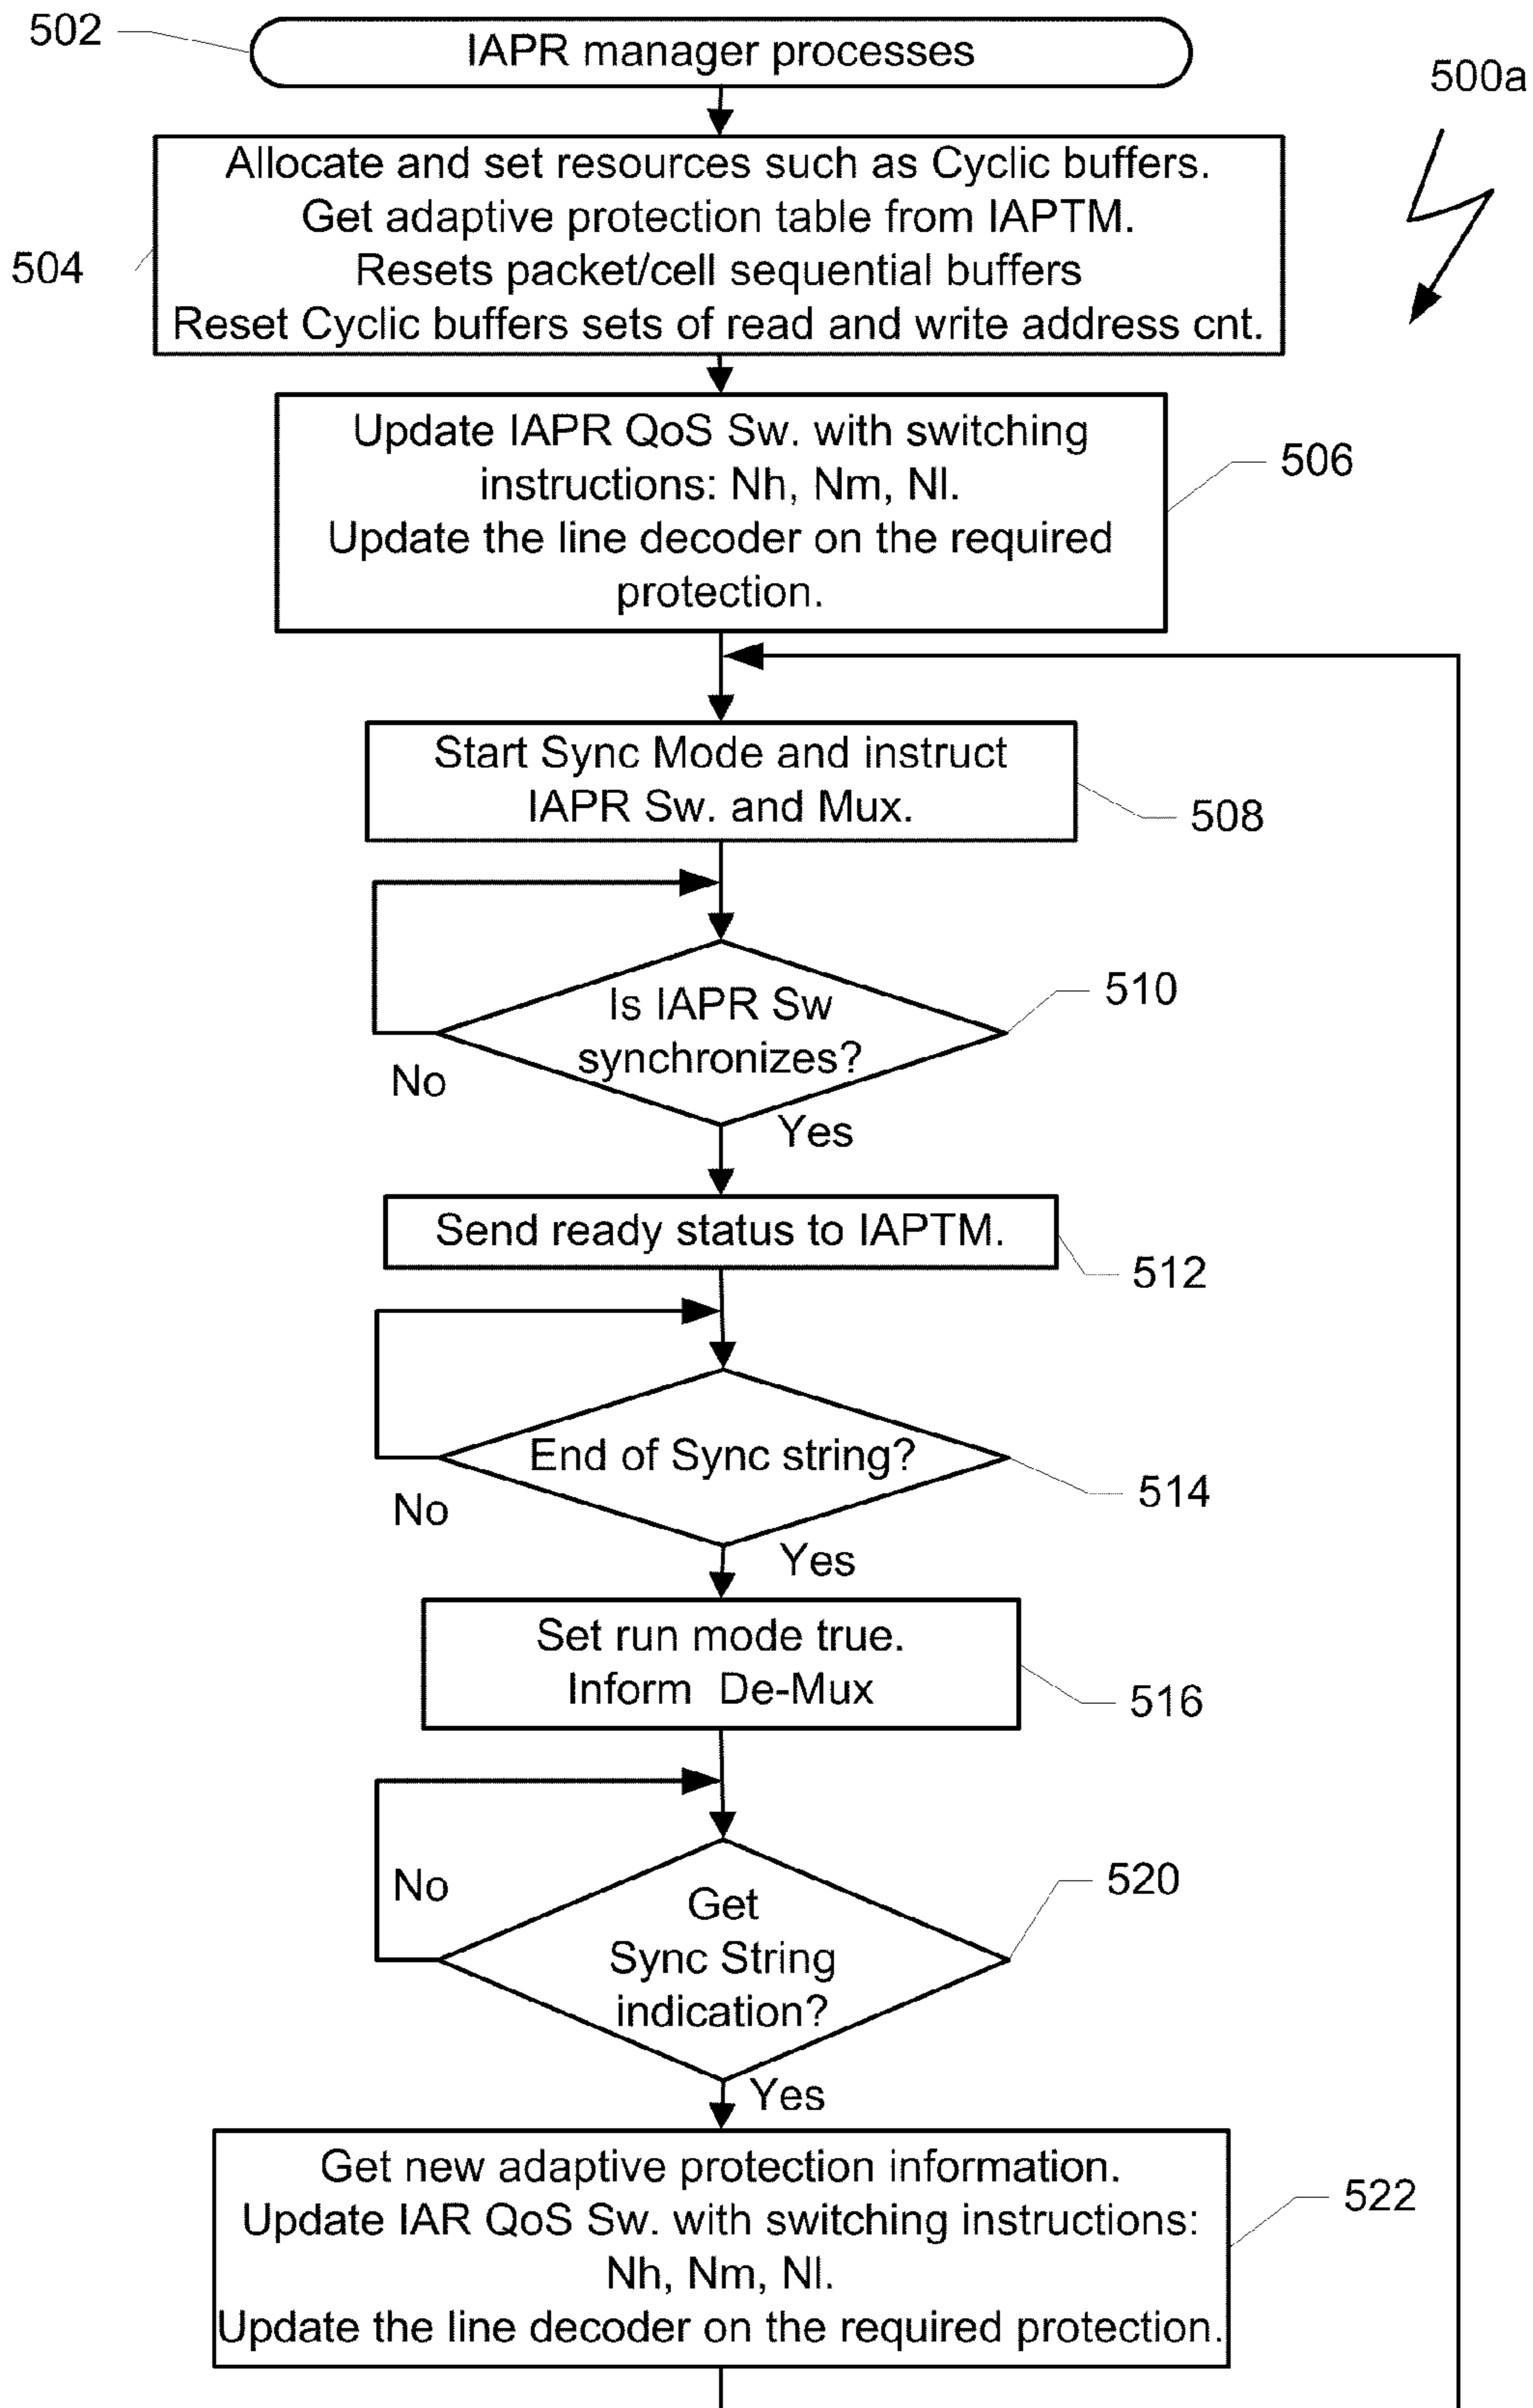 502
IAPR manager processes
500a
Allocate and set resources such as Cyclic buffers.
Get adaptive protection table from IAPTM.
504
Resets packet/cell sequential buffers
Reset Cyclic buffers sets of read and write address cnt.
Update IAPR QoS Sw. with switching
instructions: Nh, Nm, Nl.
506
Update the line decoder on the required
protection.
Start Sync Mode and instruct
IAPR Sw. and Mux.
508
Is IAPR Sw
synchronizes?
510
No
Yes
Send ready status to IAPTM.
512
End of Sync string?
514
No
Yes
Set run mode true.
Inform De-Mux
516
No
Get
Sync String
indication?
520
Yes
Get new adaptive protection information.
Update IAR QoS Sw. with switching instructions:
Nh, Nm, Nl.
Update the line decoder on the required protection.
522